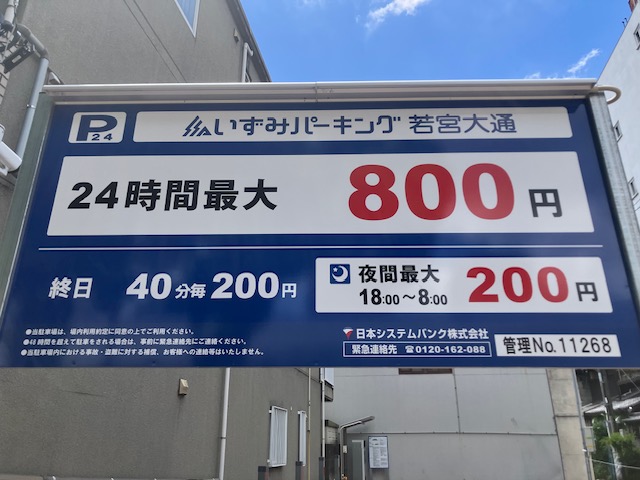 P
24
いずみパーキング 若宮大通
24時間最大 800円
終日 40分毎200円
夜間最大 200円
18:00～8:00
●当駐車場は、場内利用約定に同意の上でご利用ください。
●48時間を超えて駐車をされる場合は、事前に緊急連絡先にご連絡ください。
●当駐車場内における事故・盗難に対する補償、お客様への連絡等はいたしません。
日本システムバンク株式会社
緊急連絡先 ☎0120-162-088
管理No.11268